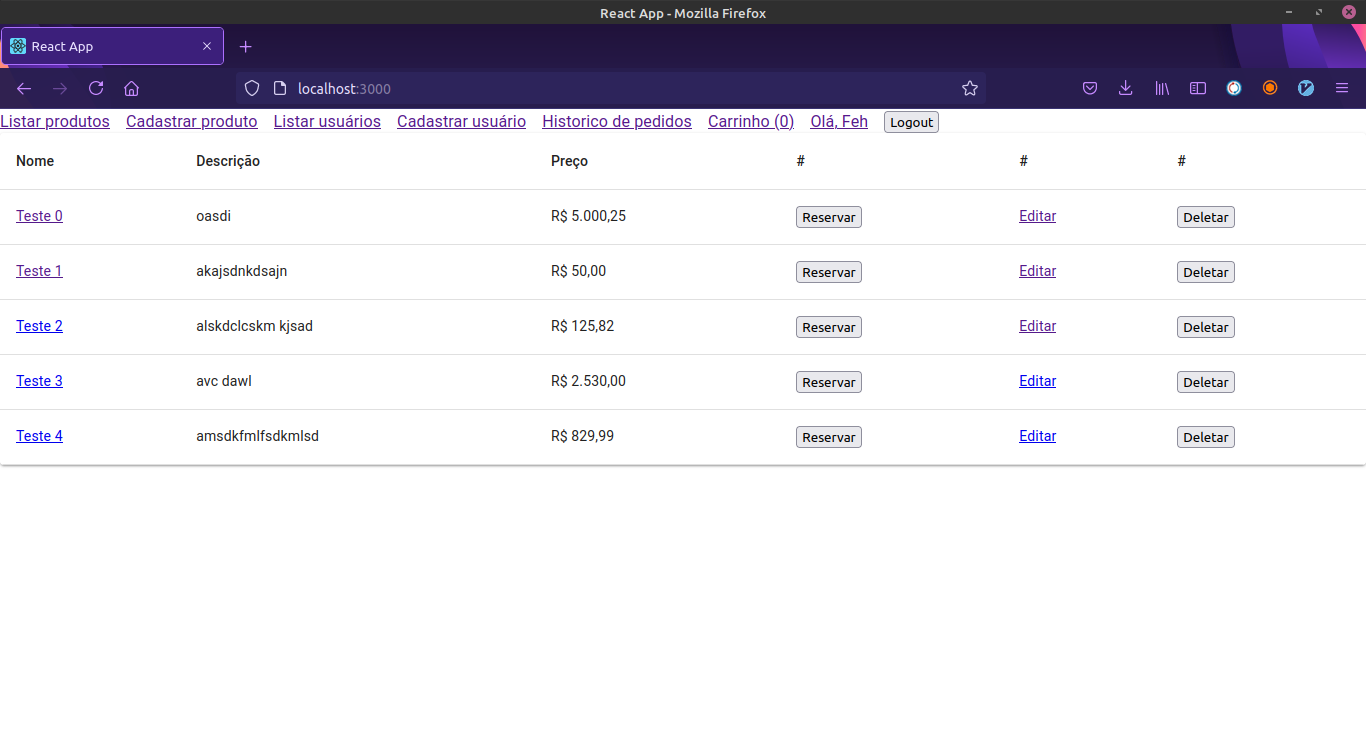 React App - Mozilla Firefox
React App
localhost:3000
Listar produtos Cadastrar produto Listar usuários Cadastrar usuário Historico de pedidos Carrinho (0) Olá, Feh Logout
Nome Descrição Preço # # #
Teste 0 oasdi R$ 5.000,25 Reservar Editar Deletar
Teste 1 akajsdnkdsajn R$ 50,00 Reservar Editar Deletar
Teste 2 alskdclcskm kjsad R$ 125,82 Reservar Editar Deletar
Teste 3 avc dawl R$ 2.530,00 Reservar Editar Deletar
Teste 4 amsdkfmlfsdkmlsd R$ 829,99 Reservar Editar Deletar